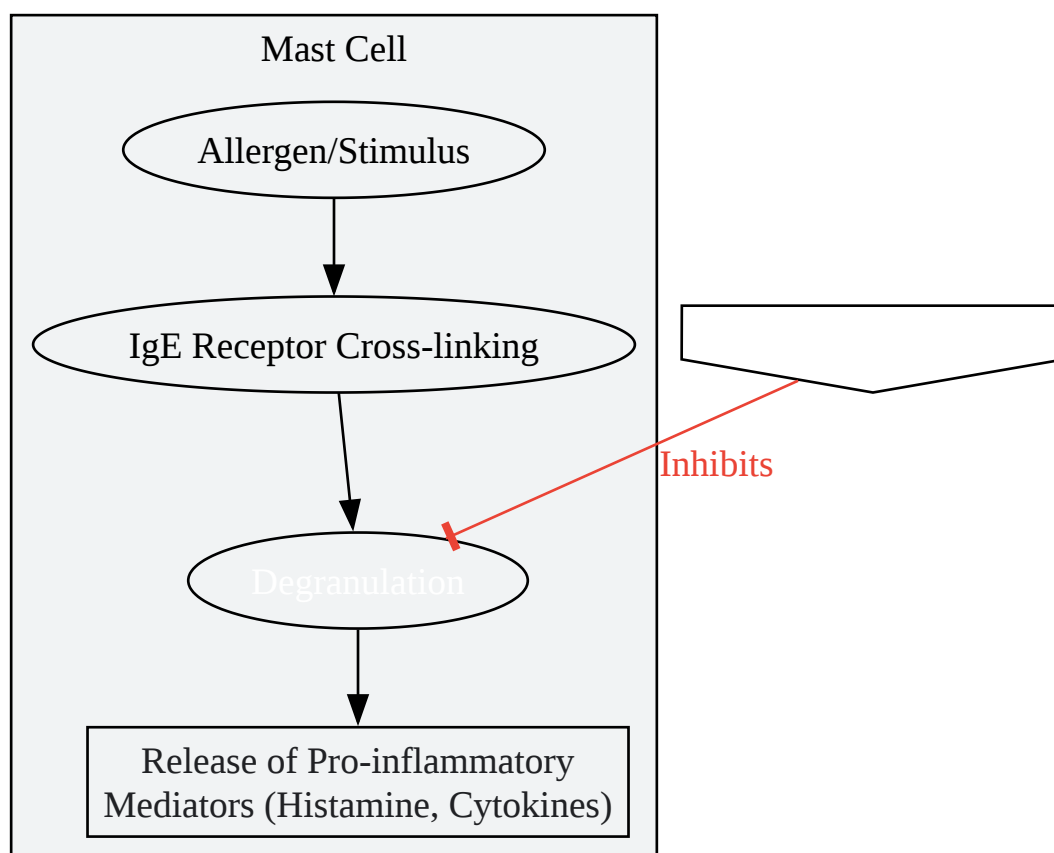 Mast Cell
Allergen/Stimulus
IgE Receptor Cross-linking
Inhibits
Degranulation
Release of Pro-inflammatory
Mediators (Histamine, Cytokines)